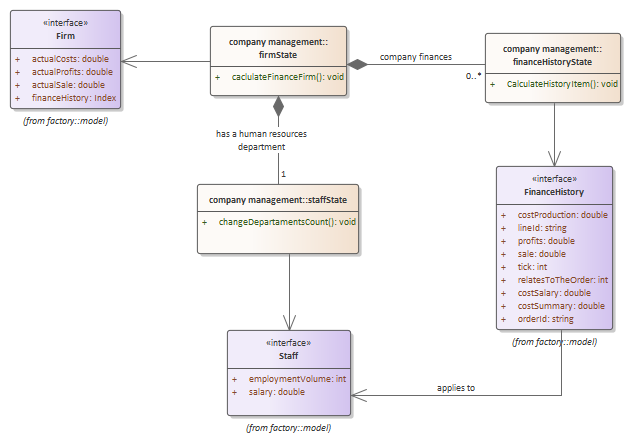 «interface»
Firm
+ actualCosts: double
+ actualProfits: double
+ actualSale: double
+ financeHistory: Index
(from factory::model)
company management::
firmState
+ caclulateFinanceFirm(): void
company finances
0..*
company management::
financeHistoryState
+ CalculateHistoryItem(): void
has a human resources
department
1
company management::staffState
+ changeDepartamentsCount(): void
«interface»
FinanceHistory
+ costProduction: double
+ lineId: string
+ profits: double
+ sale: double
+ tick: int
+ relatesToTheOrder: int
+ costSalary: double
+ costSummary: double
+ orderId: string
(from factory::model)
«interface»
Staff
+ employmentVolume: int
+ salary: double
(from factory::model)
applies to